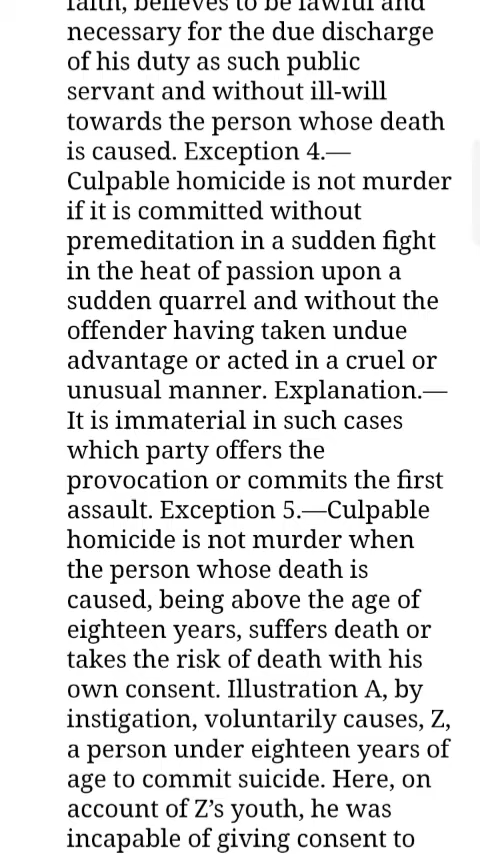 faith, believes to be lawful and
necessary for the due discharge
of his duty as such public
servant and without ill-will
towards the person whose death
is caused. Exception 4.—
Culpable homicide is not murder
if it is committed without
premeditation in a sudden fight
in the heat of passion upon a
sudden quarrel and without the
offender having taken undue
advantage or acted in a cruel or
unusual manner. Explanation.—
It is immaterial in such cases
which party offers the
provocation or commits the first
assault. Exception 5.—Culpable
homicide is not murder when
the person whose death is
caused, being above the age of
eighteen years, suffers death or
takes the risk of death with his
own consent. Illustration A, by
instigation, voluntarily causes, Z,
a person under eighteen years of
age to commit suicide. Here, on
account of Z’s youth, he was
incapable of giving consent to